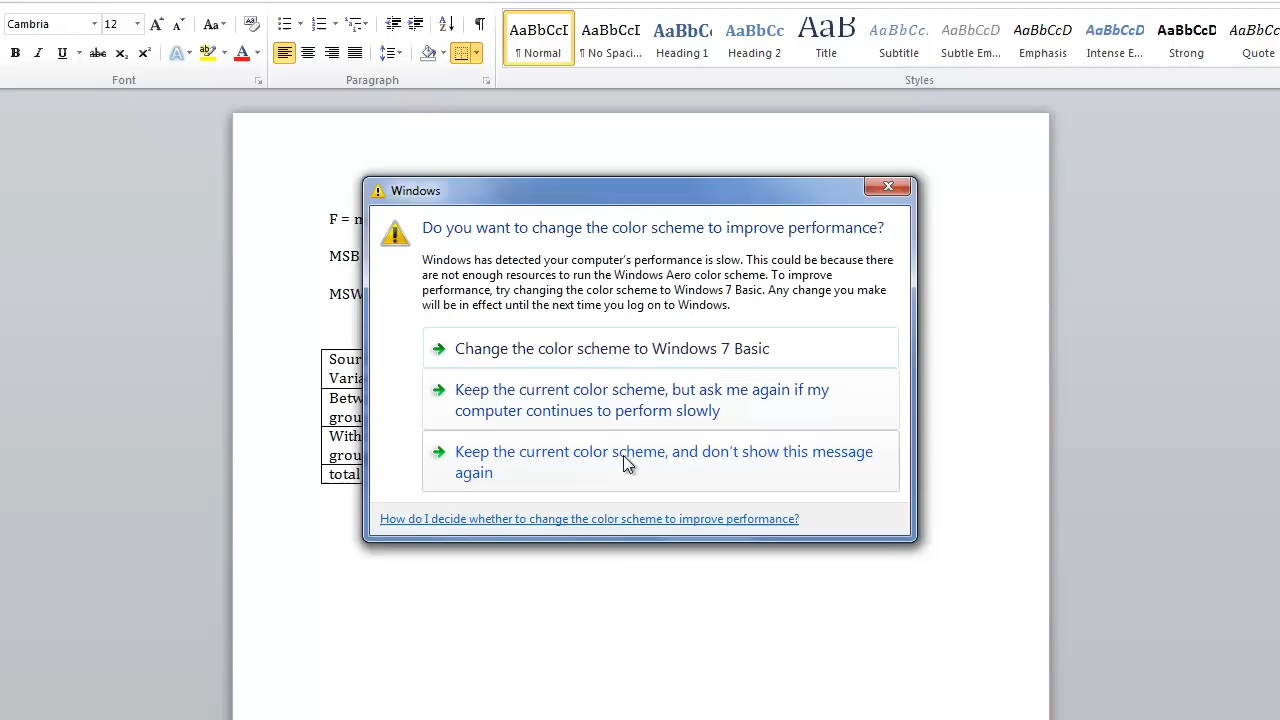 Cambria 12 Aa
B I U abc x₂ x² A ab A
AaBbCcI AaBbCcI AaBbCc AaBbCc AaB AaBbCc. AaBbCcD AaBbCcD AaBbCcD AaBbCcD AaBbCc
¶ Normal ¶ No Spaci... Heading 1 Heading 2 Title Subtitle Subtle Em... Emphasis Intense E... Strong Quote
Font Paragraph Styles
Windows
Do you want to change the color scheme to improve performance?
Windows has detected your computer's performance is slow. This could be because there
are not enough resources to run the Windows Aero color scheme. To improve
performance, try changing the color scheme to Windows 7 Basic. Any change you make
will be in effect until the next time you log on to Windows.
Change the color scheme to Windows 7 Basic
Keep the current color scheme, but ask me again if my
computer continues to perform slowly
Keep the current color scheme, and don't show this message
again
How do I decide whether to change the color scheme to improve performance?
F = m
MSB
MSW
Sour
Varia
Betw
grou
With
grou
total